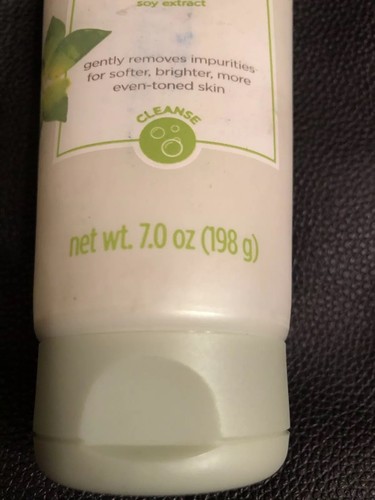 soy extract
gently removes impurities
for softer, brighter, more
even-toned skin
CLEANSE
net wt. 7.0 oz (198 g)